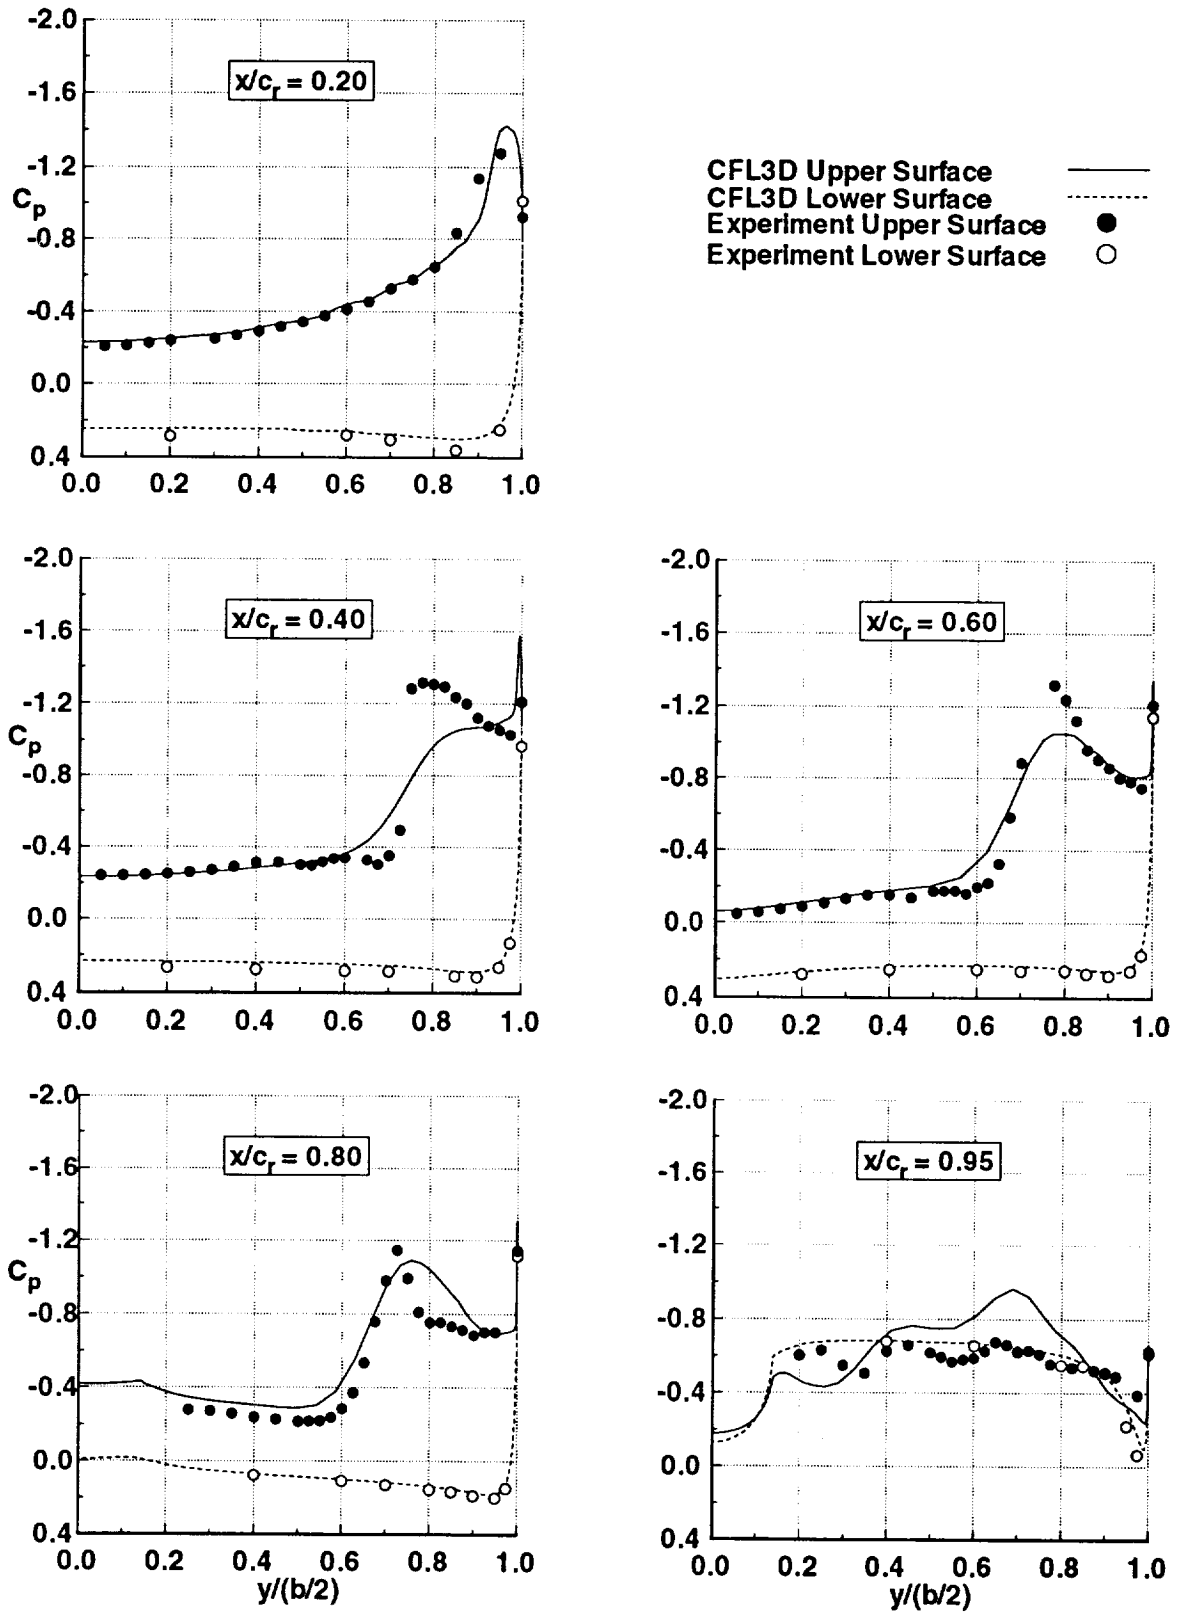 -2.0
x/cr = 0.20
-1.6
-1.2
Cp
-0.8
-0.4
0.0
0.4
0.0 0.2 0.4 0.6 0.8 1.0
CFL3D Upper Surface
CFL3D Lower Surface
Experiment Upper Surface
Experiment Lower Surface
-2.0
x/cr = 0.40
-1.6
-1.2
Cp
-0.8
-0.4
0.0
0.4
0.0 0.2 0.4 0.6 0.8 1.0
-2.0
x/cr = 0.60
-1.6
-1.2
-0.8
-0.4
0.0
0.4
0.0 0.2 0.4 0.6 0.8 1.0
-2.0
x/cr = 0.80
-1.6
-1.2
Cp
-0.8
-0.4
0.0
0.4
0.0 0.2 0.4 0.6 0.8 1.0
y/(b/2)
-2.0
x/cr = 0.95
-1.6
-1.2
-0.8
-0.4
0.0
0.4
0.0 0.2 0.4 0.6 0.8 1.0
y/(b/2)